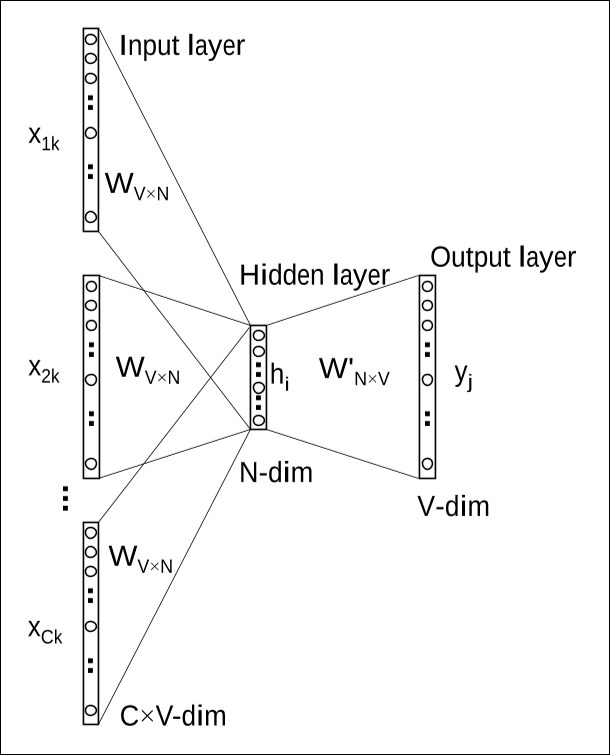 Input layer
x1k
WV×N
Output layer
Hidden layer
x2k
WV×N
hi
W'N×V
yj
N-dim
V-dim
WV×N
xCk
C×V-dim